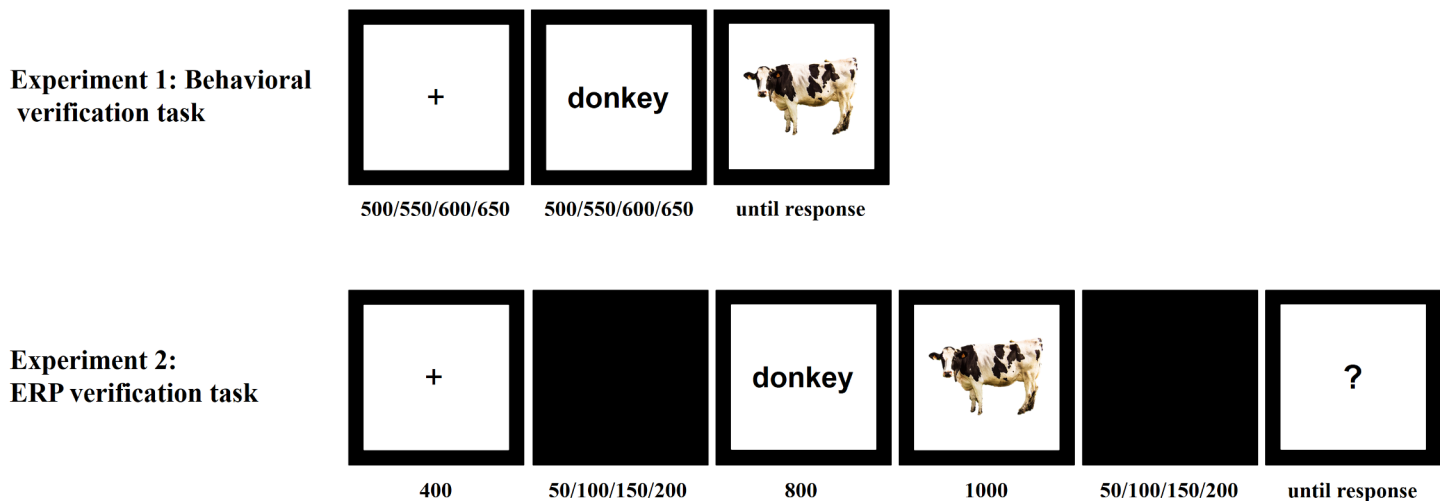 Experiment 1: Behavioral
verification task
+
donkey
500/550/600/650
500/550/600/650
until response
Experiment 2:
ERP verification task
+
donkey
?
400
50/100/150/200
800
1000
50/100/150/200
until response